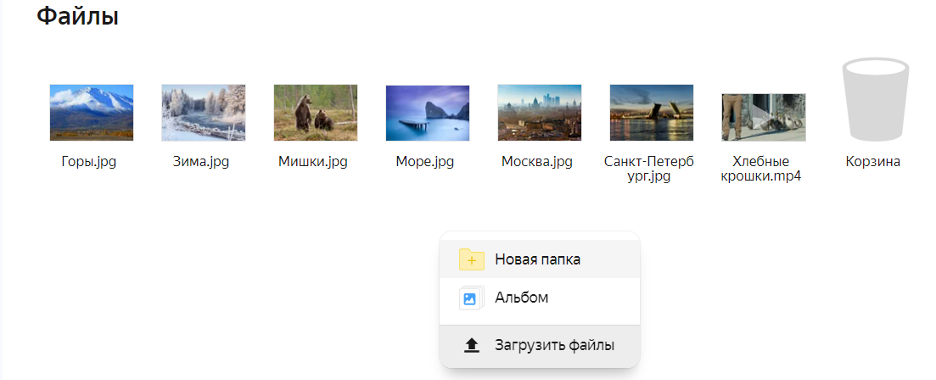 Файлы
Горы.jpg
Зима.jpg
Мишки.jpg
Море.jpg
Москва.jpg
Санкт-Петерб
ург.jpg
Хлебные
крошки.mp4
Корзина
Новая папка
Альбом
Загрузить файлы